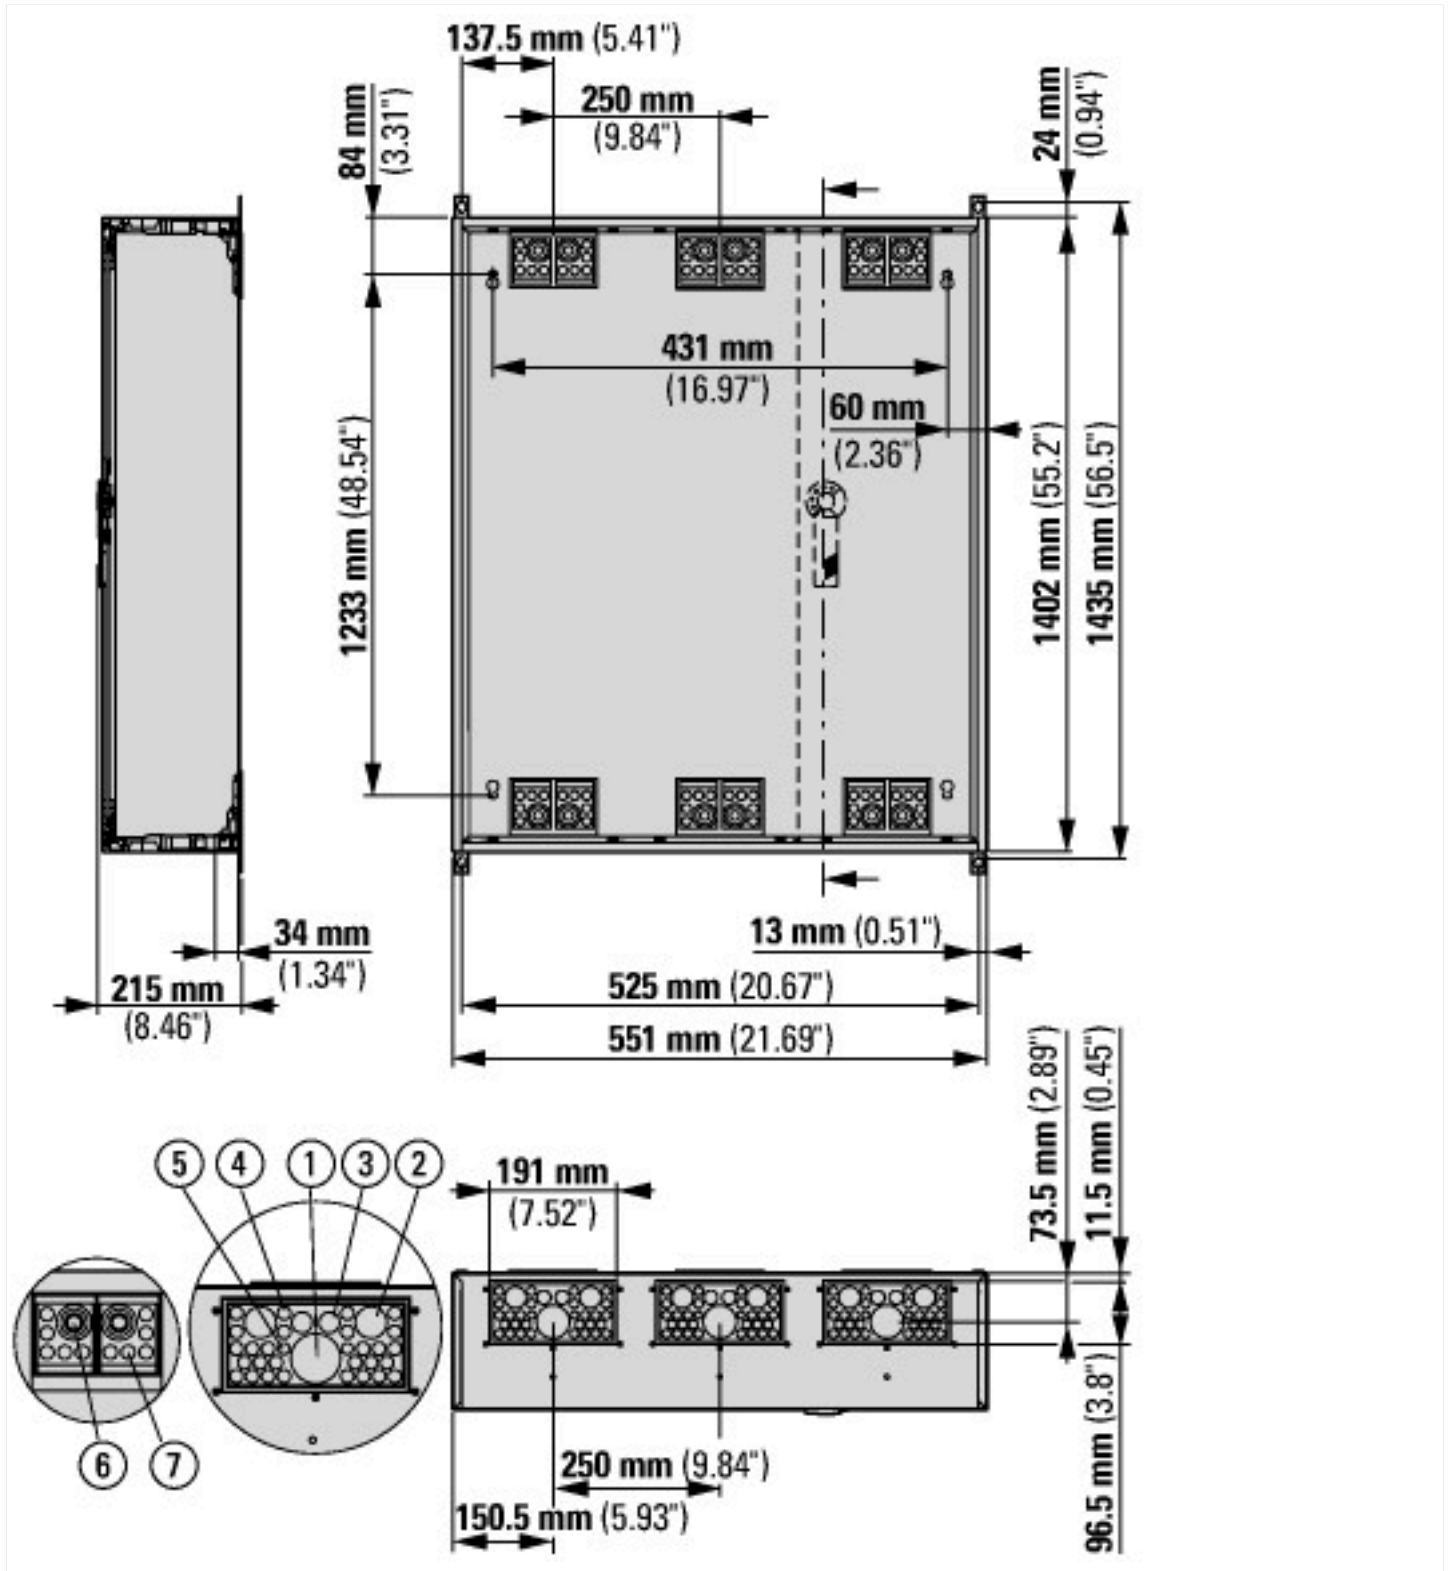 137.5 mm (5.41")
250 mm
(9.84")
84 mm
(3.31")
24 mm
(0.94")
431 mm
(16.97")
60 mm
(2.36")
1233 mm (48.54")
1402 mm (55.2")
1435 mm (56.5")
34 mm
(1.34")
215 mm
(8.46")
13 mm (0.51")
525 mm (20.67")
551 mm (21.69")
73.5 mm (2.89")
11.5 mm (0.45")
5
4
1
3
2
191 mm
(7.52")
6
7
250 mm (9.84")
150.5 mm (5.93")
96.5 mm (3.8")